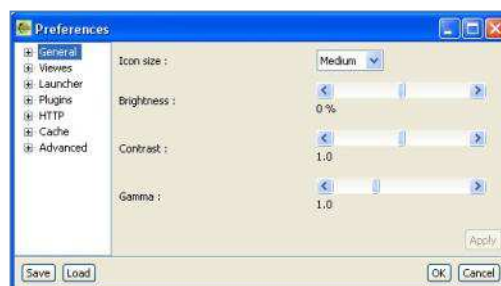 Preferences
General
Viewes
Launcher
Plugins
HTTP
Cache
Advanced
Icon size :
Medium
Brightness :
0 %
Contrast :
1.0
Gamma :
1.0
Apply
Save
Load
OK
Cancel